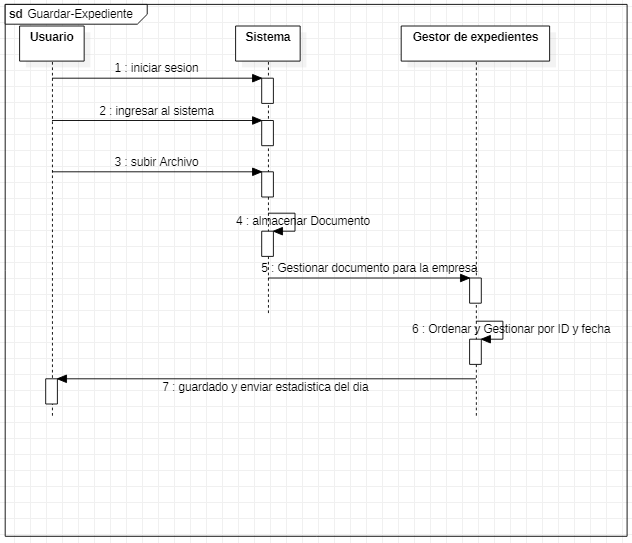 sd Guardar-Expediente
Usuario
Sistema
Gestor de expedientes
1 : iniciar sesion
2 : ingresar al sistema
3 : subir Archivo
4 : almacenar Documento
5 : Gestionar documento para la empresa
6 : Ordenar y Gestionar por ID y fecha
7 : guardado y enviar estadistica del dia